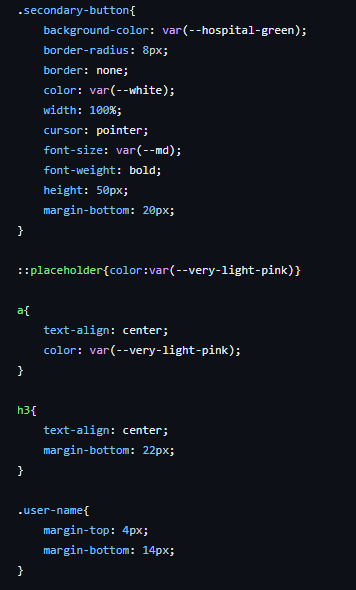 .secondary-button{
    background-color: var(--hospital-green);
    border-radius: 8px;
    border: none;
    color: var(--white);
    width: 100%;
    cursor: pointer;
    font-size: var(--md);
    font-weight: bold;
    height: 50px;
    margin-bottom: 20px;
}
::placeholder{color:var(--very-light-pink)}
a{
    text-align: center;
    color: var(--very-light-pink);
}
h3{
    text-align: center;
    margin-bottom: 22px;
}
.user-name{
    margin-top: 4px;
    margin-bottom: 14px;
}